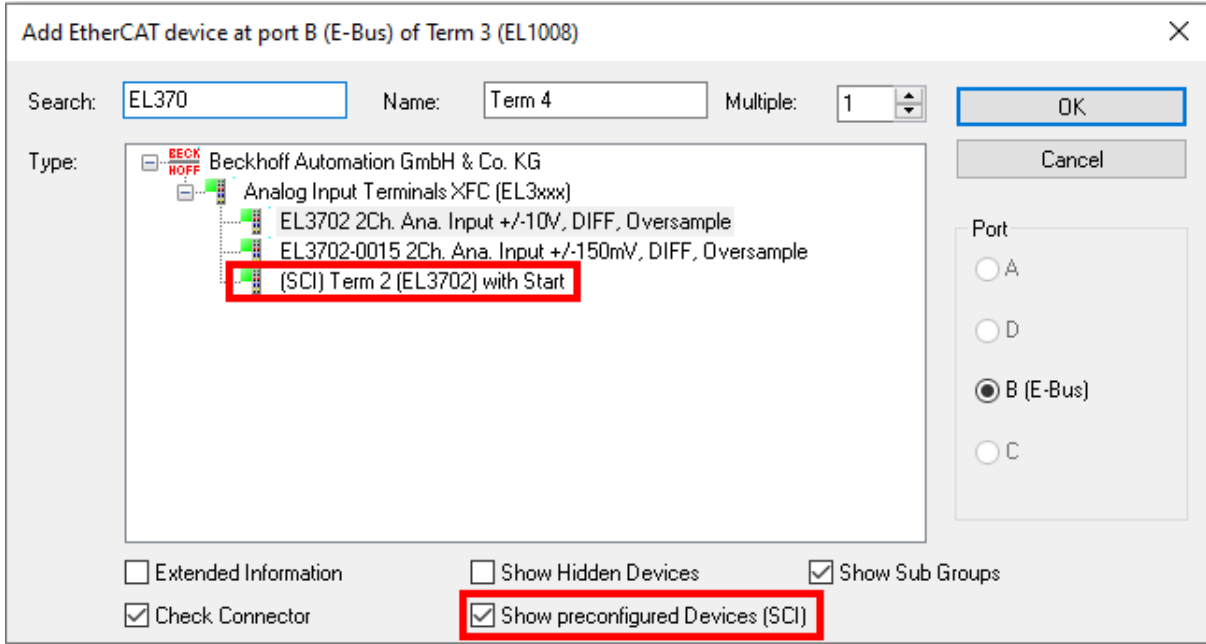 Add EtherCAT device at port B (E-Bus) of Term 3 (EL1008)
Search: EL370 Name: Term 4 Multiple: 1 OK
Type: BECKHOFF Beckhoff Automation GmbH & Co. KG Cancel
Analog Input Terminals XFC (EL3xxx)
EL3702 2Ch. Ana. Input +/-10V, DIFF, Oversample
Port
EL3702-0015 2Ch. Ana. Input +/-150mV, DIFF, Oversample
A
(SCI) Term 2 (EL3702) with Start
D
B (E-Bus)
C
Extended Information Show Hidden Devices Show Sub Groups
Check Connector Show preconfigured Devices (SCI)